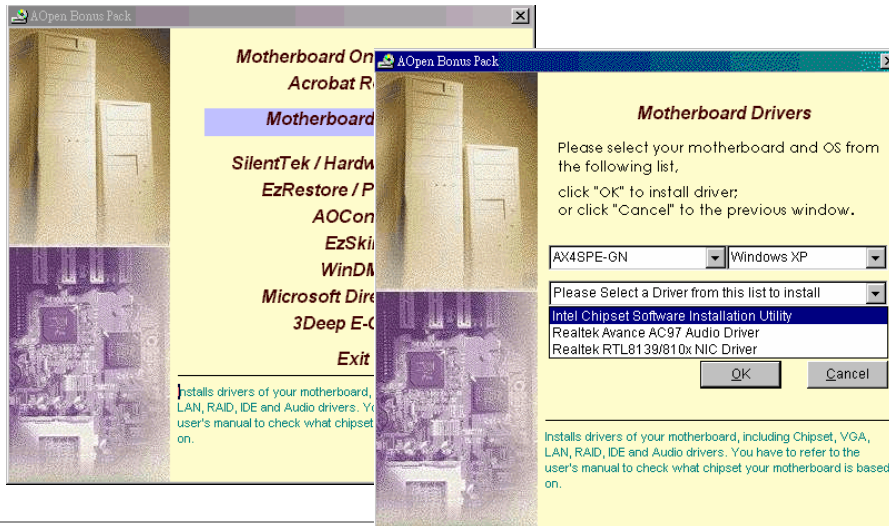 AOpen Bonus Pack
Motherboard On
Acrobat R
Motherboard
SilentTek / Hardw
EzRestore / P
AOCon
EzSki
WinDM
Microsoft Dire
3Deep E-C
Exit
Installs drivers of your motherboard,
LAN, RAID, IDE and Audio drivers. Yo
user's manual to check what chipset
on.
AOpen Bonus Pack
Motherboard Drivers
Please select your motherboard and OS from
the following list,
click "OK" to install driver;
or click "Cancel" to the previous window.
AX4SPE-GN
Windows XP
Please Select a Driver from this list to install
Intel Chipset Software Installation Utility
Realtek Avance AC97 Audio Driver
Realtek RTL8139/810x NIC Driver
OK
Cancel
Installs drivers of your motherboard, including Chipset, VGA,
LAN, RAID, IDE and Audio drivers. You have to refer to the
user's manual to check what chipset your motherboard is based
on.